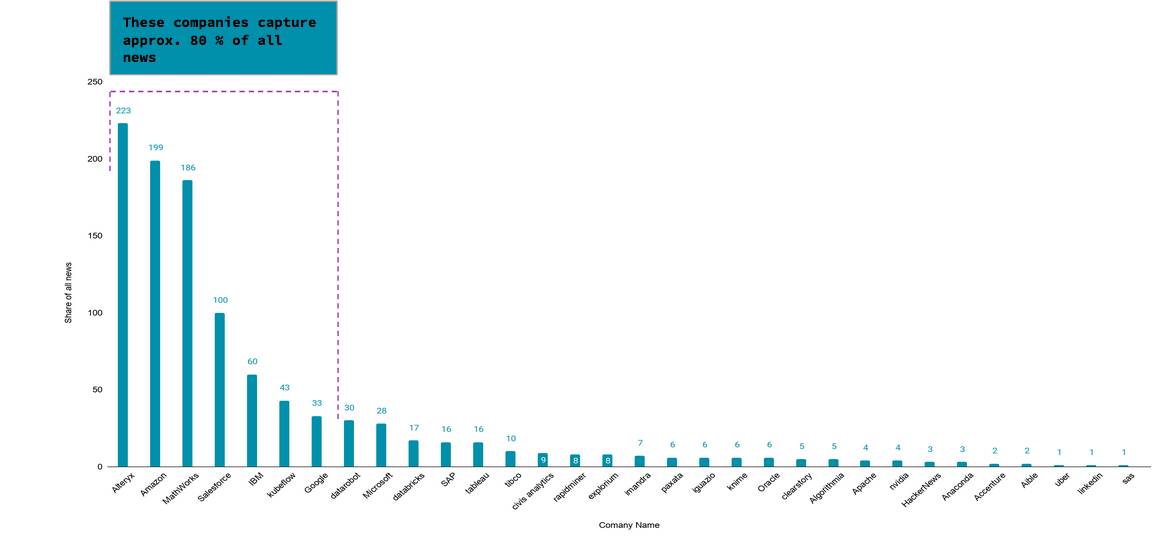 These companies capture
approx. 80 % of all
news
250
200
150
100
50
0
Share of all news
223
199
186
100
60
43
33
30
28
17
16
16
10
9
8
8
7
6
6
6
6
5
5
4
4
3
3
2
2
1
1
1
Alteryx
Amazon
MathWorks
Salesforce
IBM
kubeflow
Google
datarobot
Microsoft
databricks
SAP
tableau
tibco
civis analytics
rapidminer
explorium
imandra
paxata
iguazio
knime
Oracle
clearstory
Algorithmia
Apache
nvidia
HackerNews
Anaconda
Accenture
Aible
uber
linkedin
sas
Comany Name